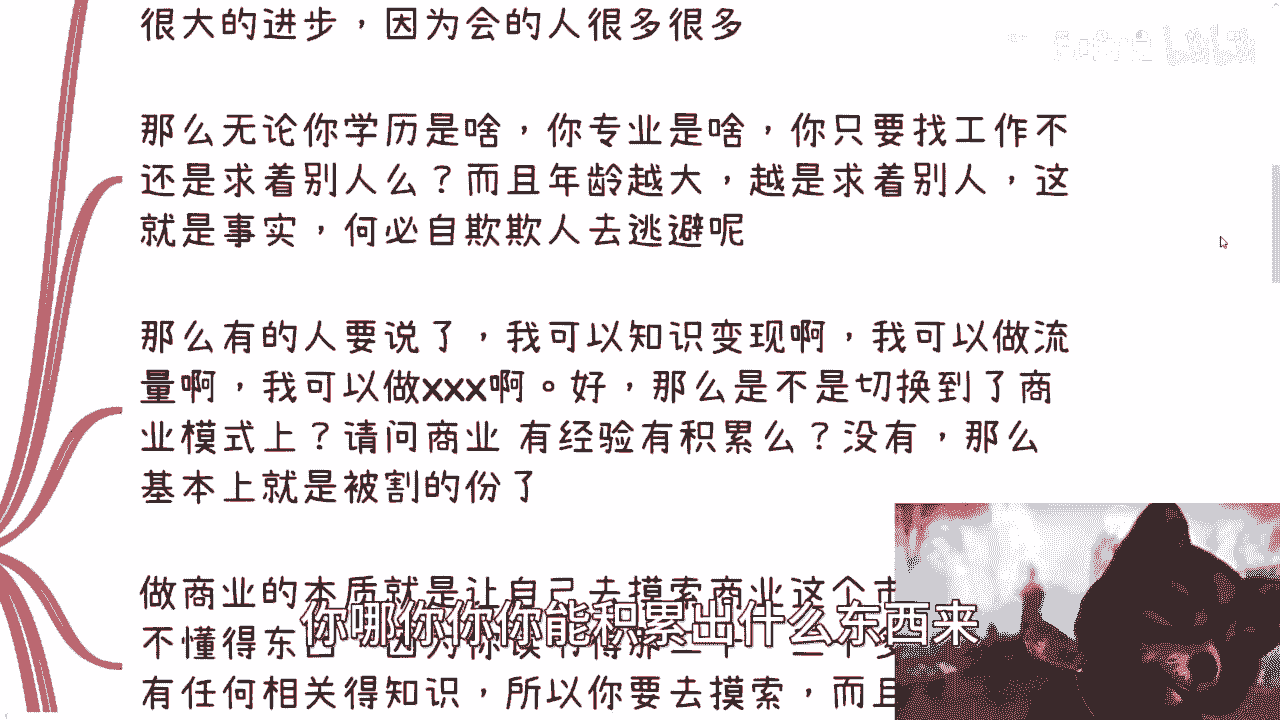 很大的进步，因为会的人很多很多
那么无论你学历是啥，你专业是啥，你只要找工作不
还是求着别人么？而且年龄越大，越是求着别人，这
就是事实，何必自欺欺人去逃避呢
那么有的人要说了，我可以知识变现啊，我可以做流
量啊，我可以做xxx啊。好，那么是不是切换到了商
业模式上？请问商业 有经验有积累么？没有，那么
基本上就是被割的份了
做商业的本质就是让自己去摸索商业这个
不懂得东
你哪你你你能积累出什么东西来
有任何相关得知识，所以你要去摸索，而且